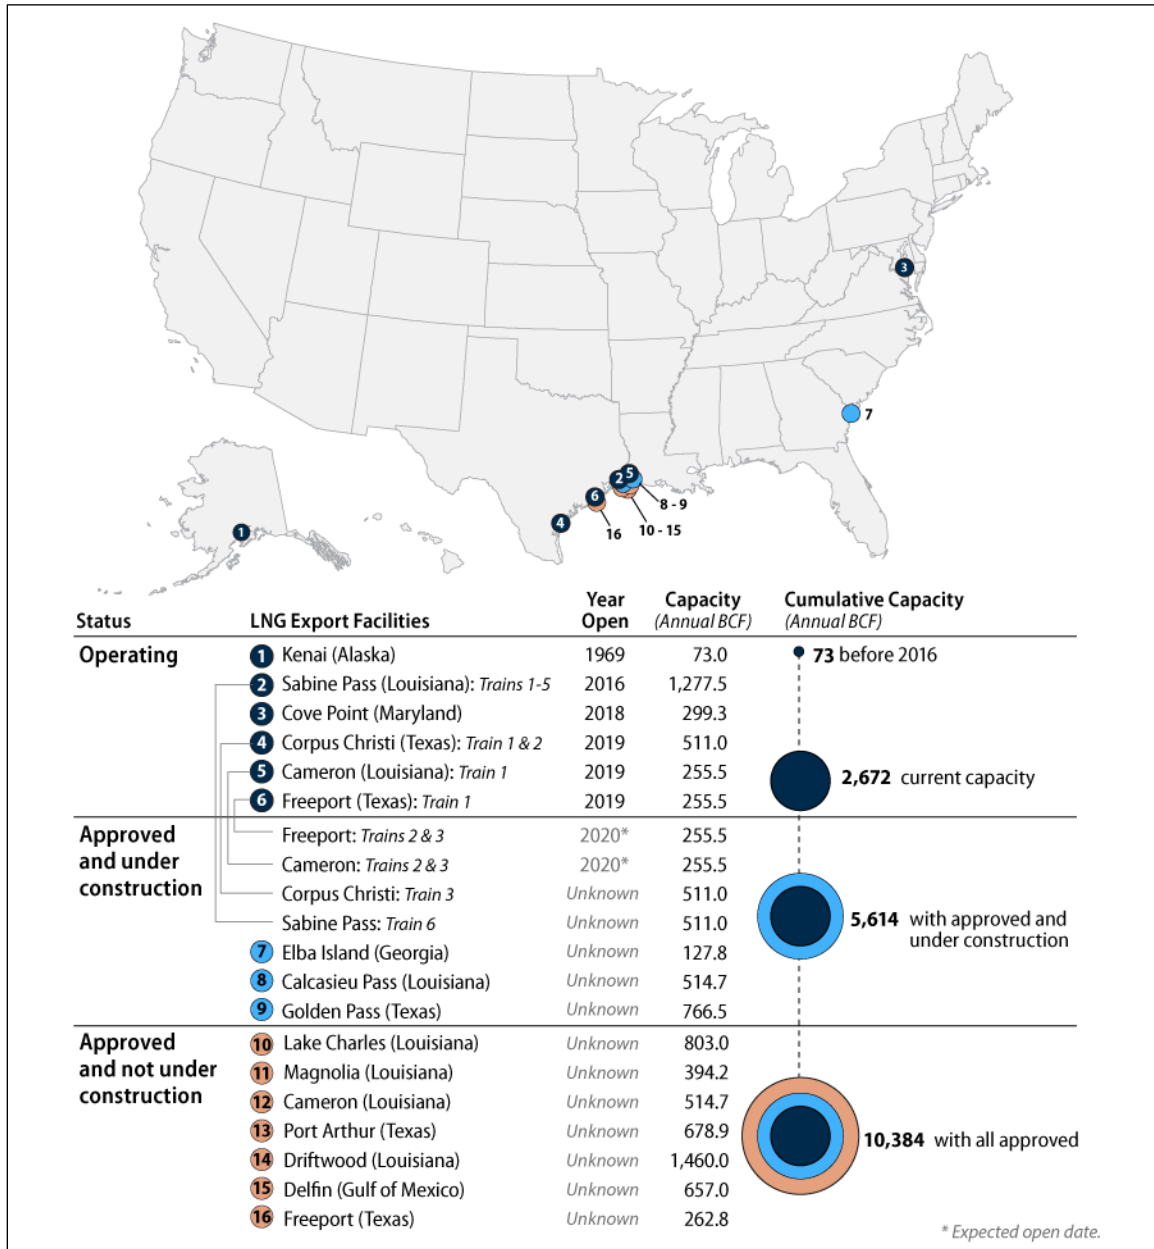 3
7
2
5
8 - 9
6
10 - 15
16
4
1
Status
LNG Export Facilities
Year Open
Capacity (Annual BCF)
Cumulative Capacity (Annual BCF)
Operating
1 Kenai (Alaska) 1969 73.0
73 before 2016
2 Sabine Pass (Louisiana): Trains 1-5 2016 1,277.5
3 Cove Point (Maryland) 2018 299.3
4 Corpus Christi (Texas): Train 1 & 2 2019 511.0
5 Cameron (Louisiana): Train 1 2019 255.5
2,672 current capacity
6 Freeport (Texas): Train 1 2019 255.5
Approved
and under
construction
Freeport: Trains 2 & 3 2020* 255.5
Cameron: Trains 2 & 3 2020* 255.5
Corpus Christi: Train 3 Unknown 511.0
Sabine Pass: Train 6 Unknown 511.0
5,614 with approved and
under construction
7 Elba Island (Georgia) Unknown 127.8
8 Calcasieu Pass (Louisiana) Unknown 514.7
9 Golden Pass (Texas) Unknown 766.5
Approved
and not under
construction
10 Lake Charles (Louisiana) Unknown 803.0
11 Magnolia (Louisiana) Unknown 394.2
12 Cameron (Louisiana) Unknown 514.7
13 Port Arthur (Texas) Unknown 678.9
10,384 with all approved
14 Driftwood (Louisiana) Unknown 1,460.0
15 Delfin (Gulf of Mexico) Unknown 657.0
16 Freeport (Texas) Unknown 262.8
* Expected open date.